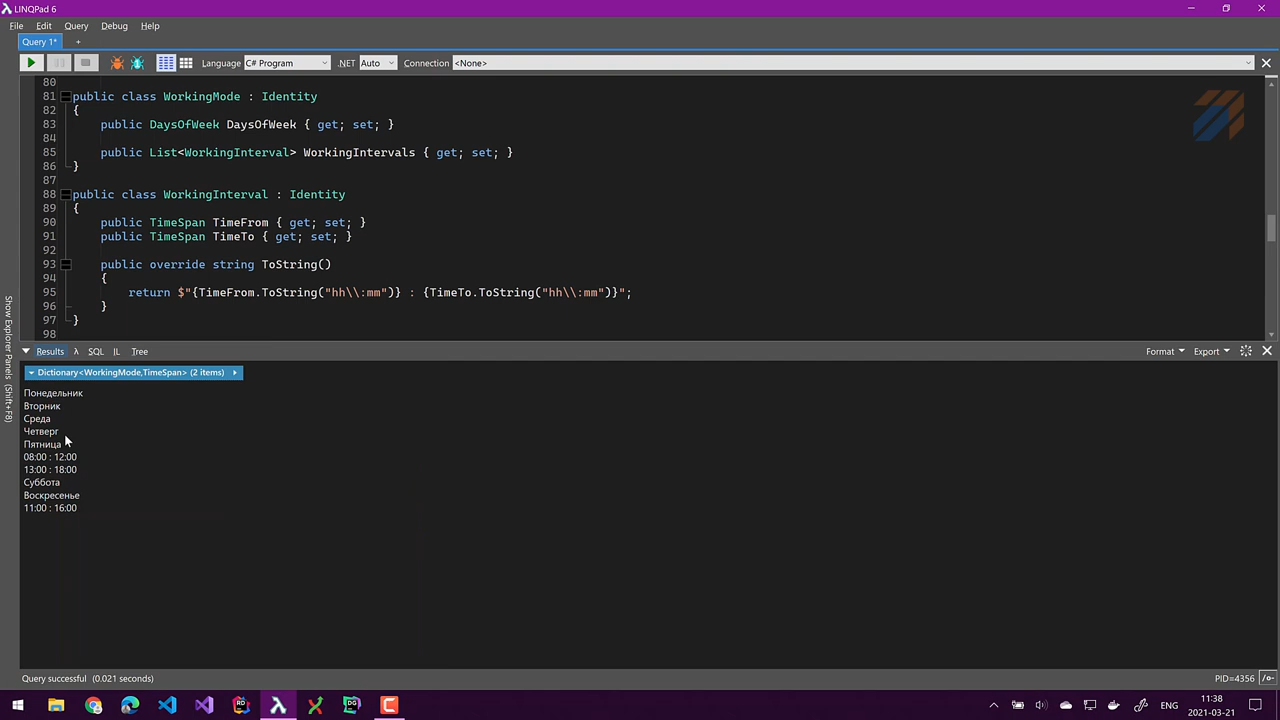 LINQPad 6
File Edit Query Debug Help
Query 1* +
Language C# Program .NET Auto Connection <None>
80
81 public class WorkingMode : Identity
82 {
83 public DaysOfWeek DaysOfWeek { get; set; }
84
85 public List<WorkingInterval> WorkingIntervals { get; set; }
86 }
87
88 public class WorkingInterval : Identity
89 {
90 public TimeSpan TimeFrom { get; set; }
91 public TimeSpan TimeTo { get; set; }
92
93 public override string ToString()
94 {
95 return $"{TimeFrom.ToString("hh\\:mm")} : {TimeTo.ToString("hh\\:mm")}";
96 }
97 }
98
Show Explorer Panels (Shift+F8)
Results λ SQL IL Tree Format Export
Dictionary<WorkingMode,TimeSpan> (2 items)
Понедельник
Вторник
Среда
Четверг
Пятница
08:00 : 12:00
13:00 : 18:00
Суббота
Воскресенье
11:00 : 16:00
Query successful (0.021 seconds) PID=4356 /o-
ENG 11:38
2021-03-21